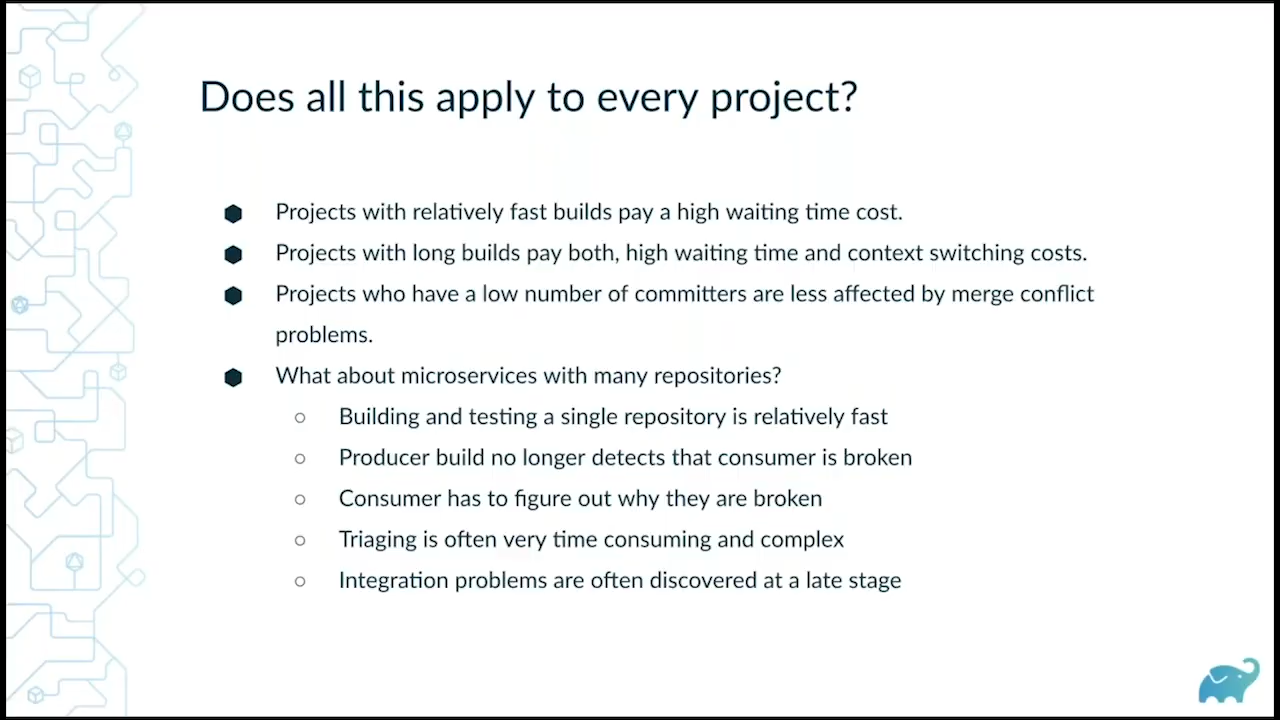 Does all this apply to every project?
Projects with relatively fast builds pay a high waiting time cost.
Projects with long builds pay both, high waiting time and context switching costs.
Projects who have a low number of committers are less affected by merge conflict
problems.
What about microservices with many repositories?
Building and testing a single repository is relatively fast
Producer build no longer detects that consumer is broken
Consumer has to figure out why they are broken
Triaging is often very time consuming and complex
Integration problems are often discovered at a late stage